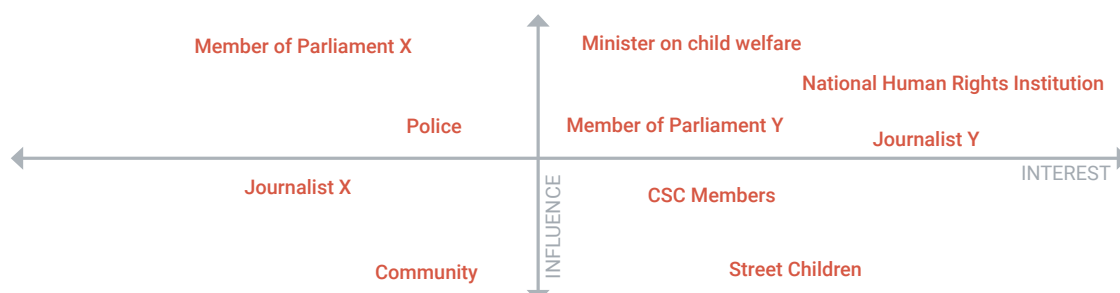 Member of Parliament X
Minister on child welfare
National Human Rights Institution
Police
Member of Parliament Y
Journalist Y
INTEREST
Journalist X
INFLUENCE
CSC Members
Community
Street Children